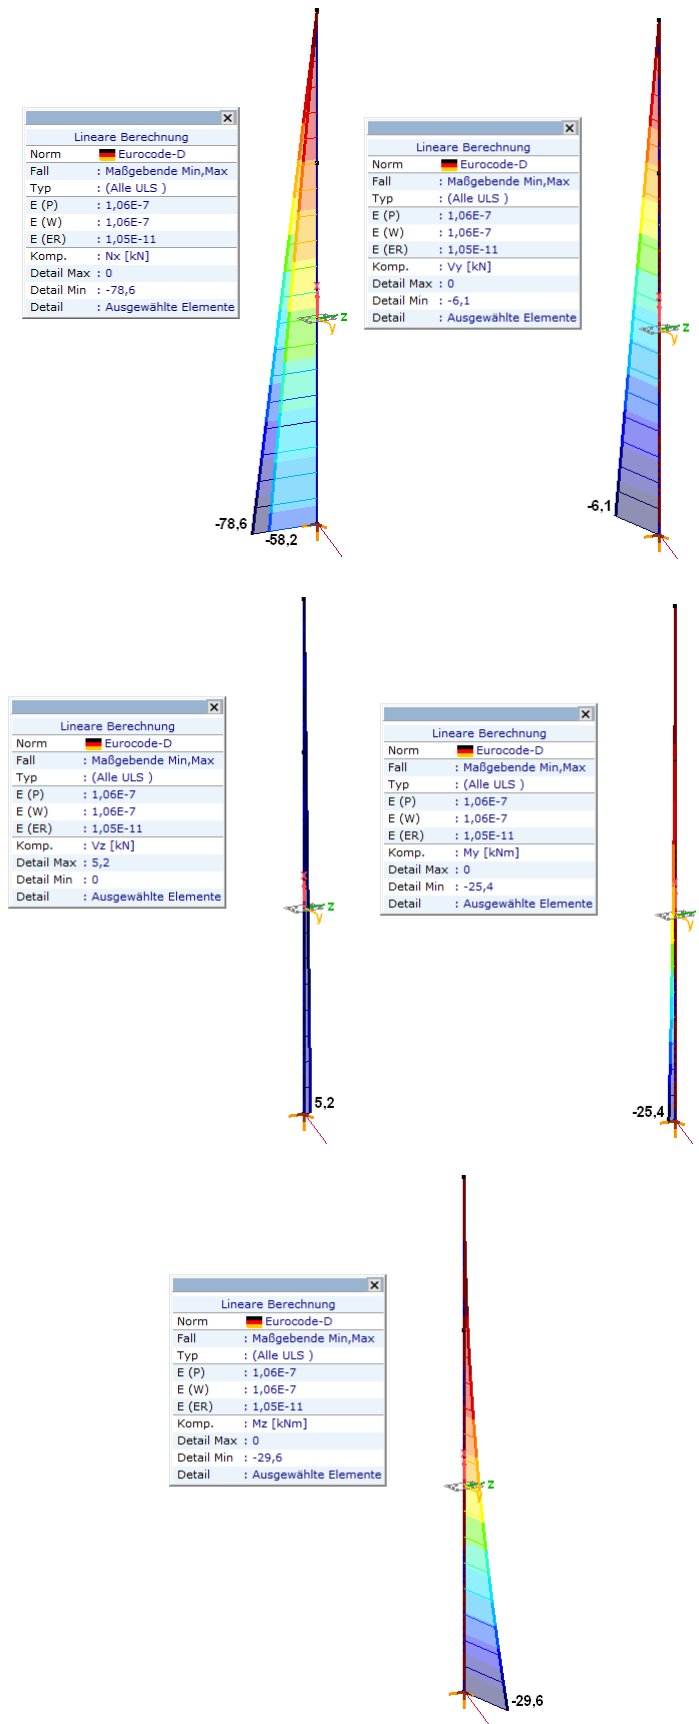 Lineare Berechnung
Norm Eurocode-D
Fall : Maßgebende Min,Max
Typ : (Alle ULS )
E (P) : 1,06E-7
E (W) : 1,06E-7
E (ER) : 1,05E-11
Komp. : Nx [kN]
Detail Max : 0
Detail Min : -78,6
Detail : Ausgewählte Elemente
z
y
x
-78,6
-58,2
Lineare Berechnung
Norm Eurocode-D
Fall : Maßgebende Min,Max
Typ : (Alle ULS )
E (P) : 1,06E-7
E (W) : 1,06E-7
E (ER) : 1,05E-11
Komp. : Vy [kN]
Detail Max : 0
Detail Min : -6,1
Detail : Ausgewählte Elemente
z
y
x
-6,1
Lineare Berechnung
Norm Eurocode-D
Fall : Maßgebende Min,Max
Typ : (Alle ULS )
E (P) : 1,06E-7
E (W) : 1,06E-7
E (ER) : 1,05E-11
Komp. : Vz [kN]
Detail Max : 5,2
Detail Min : 0
Detail : Ausgewählte Elemente
x
z
y
5,2
Lineare Berechnung
Norm Eurocode-D
Fall : Maßgebende Min,Max
Typ : (Alle ULS )
E (P) : 1,06E-7
E (W) : 1,06E-7
E (ER) : 1,05E-11
Komp. : My [kNm]
Detail Max : 0
Detail Min : -25,4
Detail : Ausgewählte Elemente
x
z
y
-25,4
Lineare Berechnung
Norm Eurocode-D
Fall : Maßgebende Min,Max
Typ : (Alle ULS )
E (P) : 1,06E-7
E (W) : 1,06E-7
E (ER) : 1,05E-11
Komp. : Mz [kNm]
Detail Max : 0
Detail Min : -29,6
Detail : Ausgewählte Elemente
x
z
y
-29,6